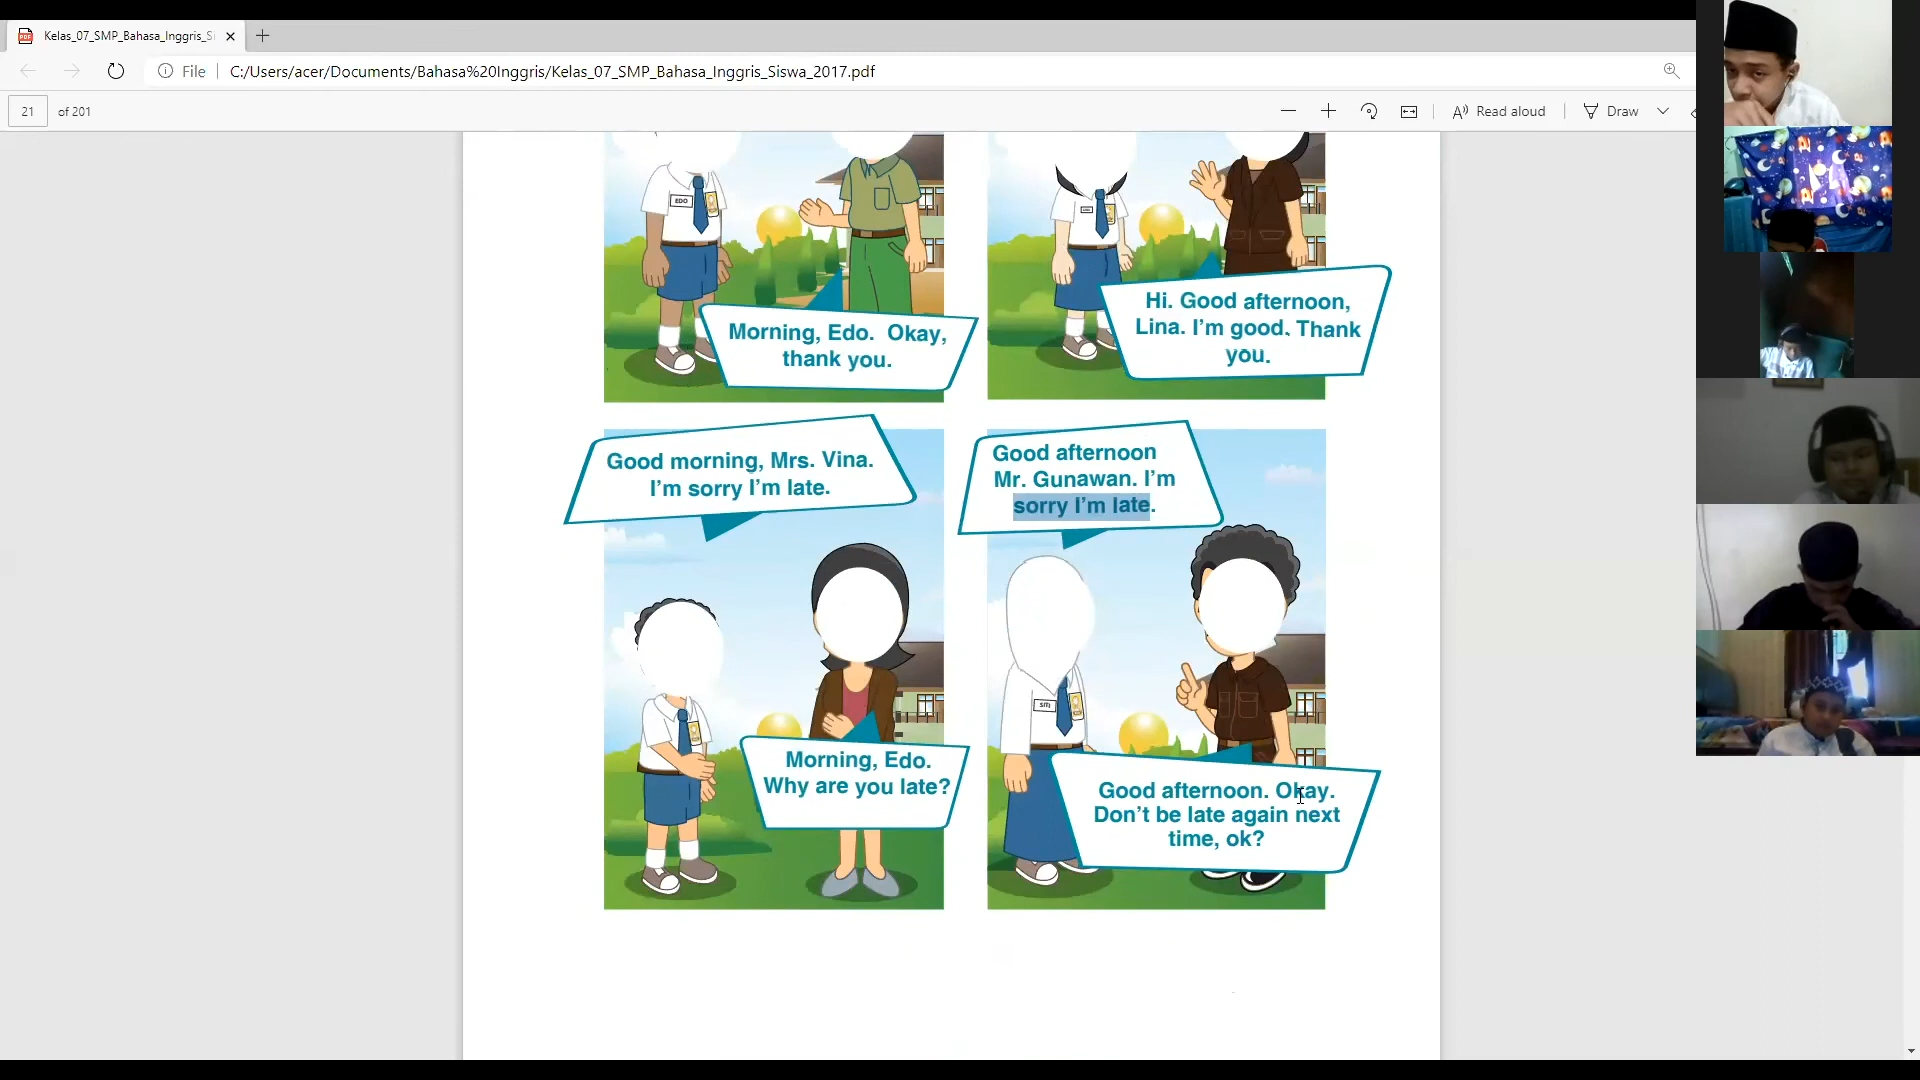 Kelas_07_SMP_Bahasa_Inggris_Si
File
C:/Users/acer/Documents/Bahasa%20Inggris/Kelas_07_SMP_Bahasa_Inggris_Siswa_2017.pdf
21 of 201
Read aloud
Draw
EDO
Morning, Edo. Okay,
thank you.
Hi. Good afternoon,
Lina. I'm good. Thank
you.
Good morning, Mrs. Vina.
I'm sorry I'm late.
Morning, Edo.
Why are you late?
Good afternoon
Mr. Gunawan. I'm
sorry I'm late.
SITI
Good afternoon. Okay.
Don't be late again next
time, ok?